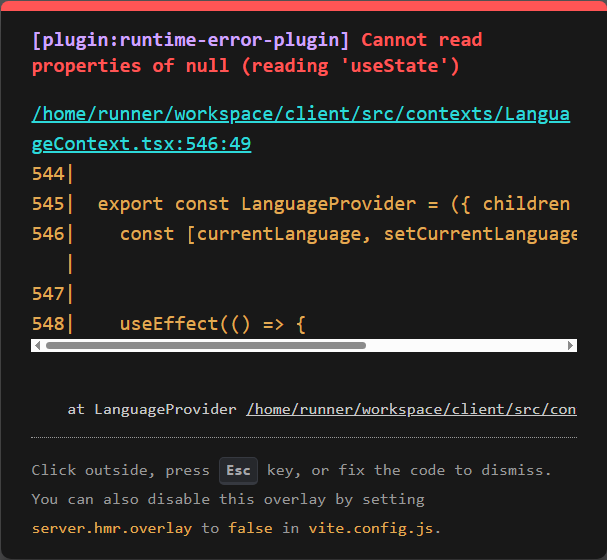 [plugin:runtime-error-plugin] Cannot read
properties of null (reading 'useState')
/home/runner/workspace/client/src/contexts/Langua
geContext.tsx:546:49
544|
545|  export const LanguageProvider = ({ children
546|    const [currentLanguage, setCurrentLanguage
|
547|
548|    useEffect(() => {
at LanguageProvider /home/runner/workspace/client/src/con
Click outside, press Esc key, or fix the code to dismiss.
You can also disable this overlay by setting
server.hmr.overlay to false in vite.config.js.